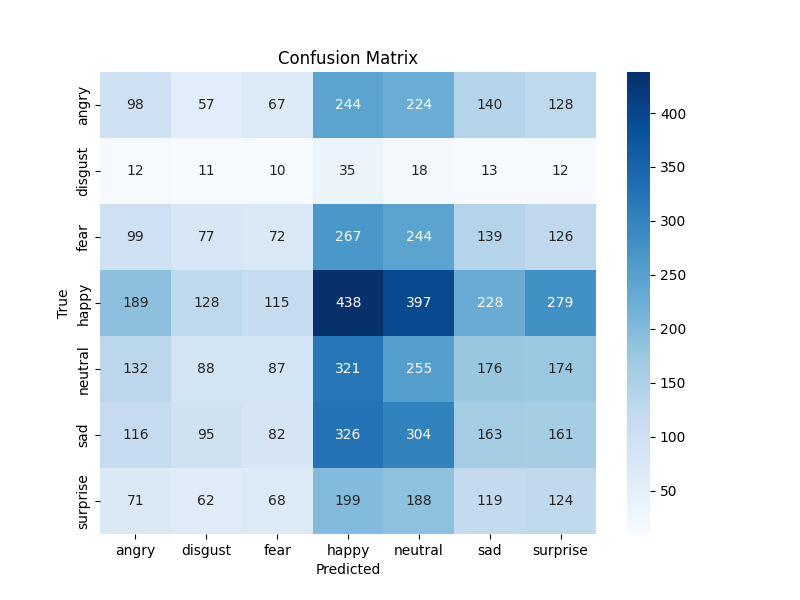 Confusion Matrix
True
angry 98 57 67 244 224 140 128
disgust 12 11 10 35 18 13 12
fear 99 77 72 267 244 139 126
happy 189 128 115 438 397 228 279
neutral 132 88 87 321 255 176 174
sad 116 95 82 326 304 163 161
surprise 71 62 68 199 188 119 124
angry disgust fear happy neutral sad surprise
Predicted
400
350
300
250
200
150
100
50